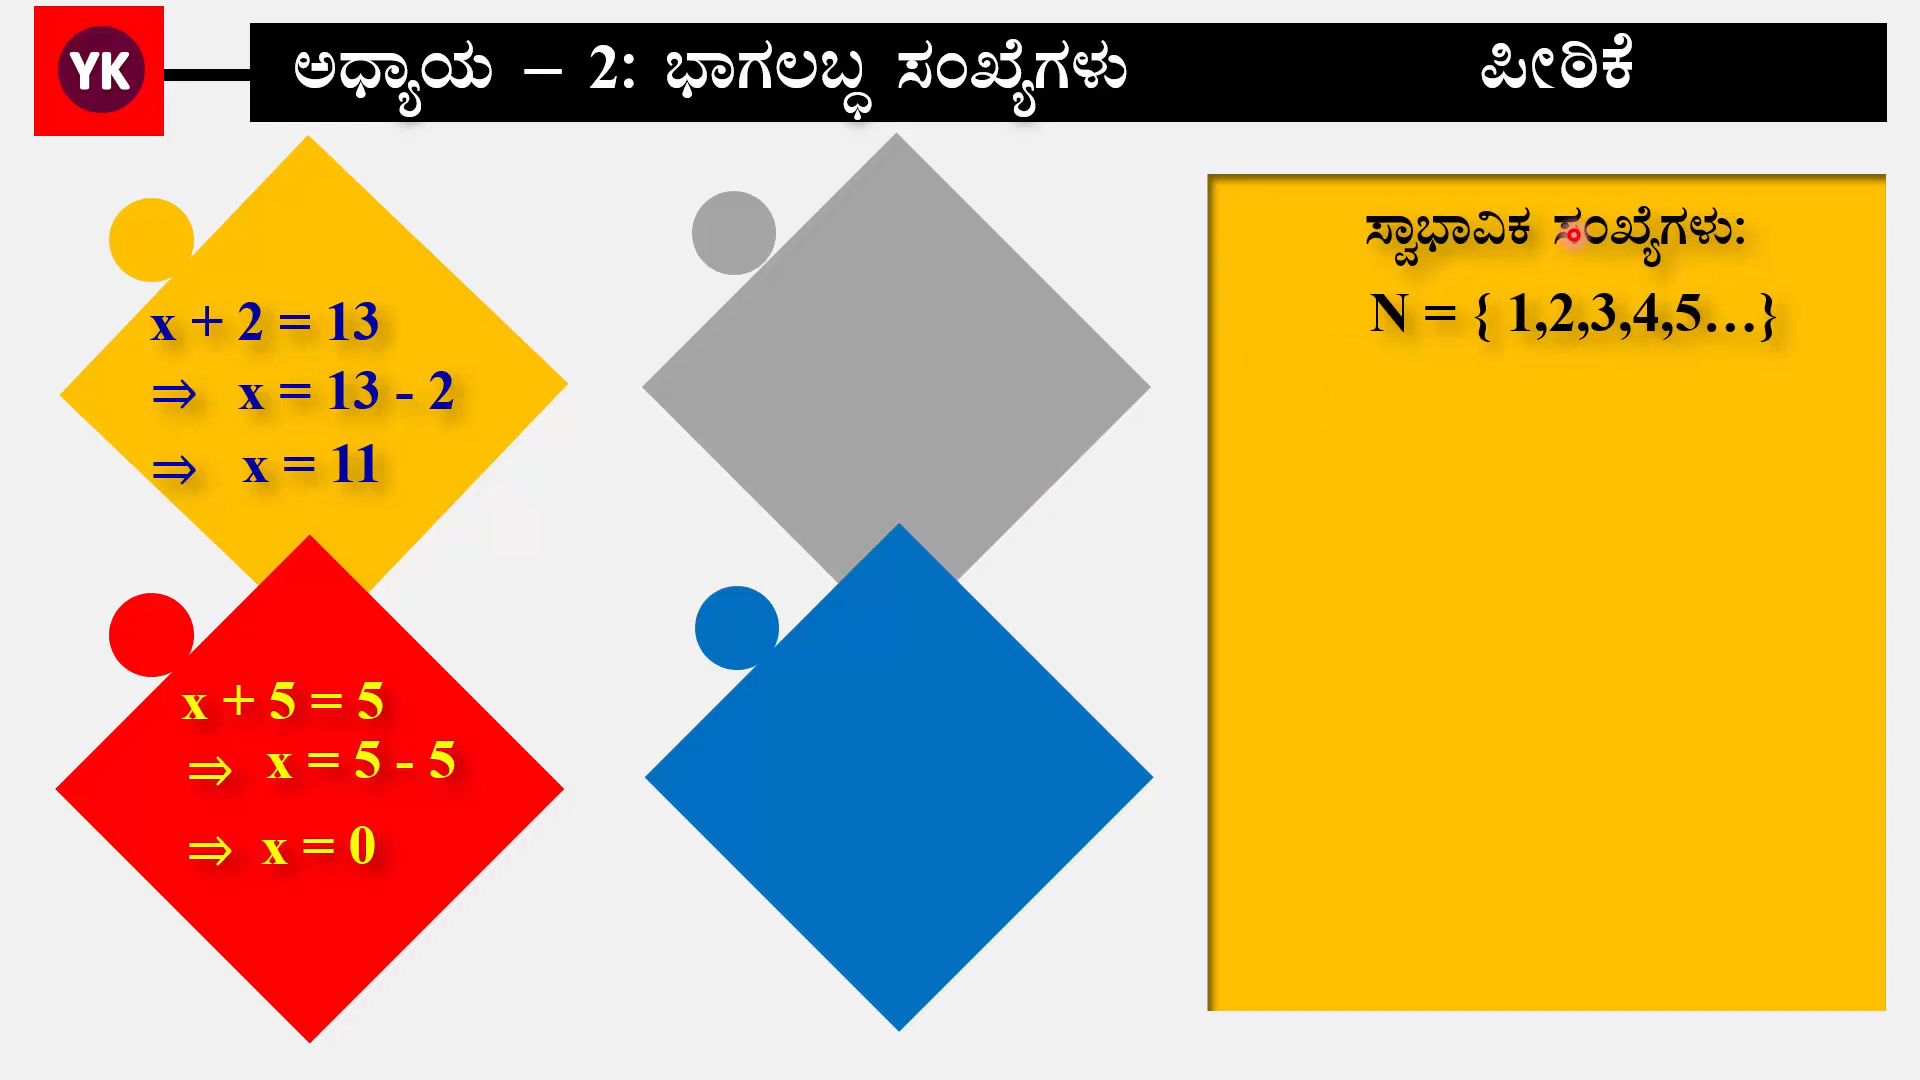 YK
ಅಧ್ಯಾಯ – 2: ಭಾಗಲಬ್ಧ ಸಂಖ್ಯೆಗಳು ಪೀಠಿಕೆ
x + 2 = 13
⇒ x = 13 - 2
⇒ x = 11
x + 5 = 5
⇒ x = 5 - 5
⇒ x = 0
ಸ್ವಾಭಾವಿಕ ಸಂಖ್ಯೆಗಳು:
N = { 1,2,3,4,5…}